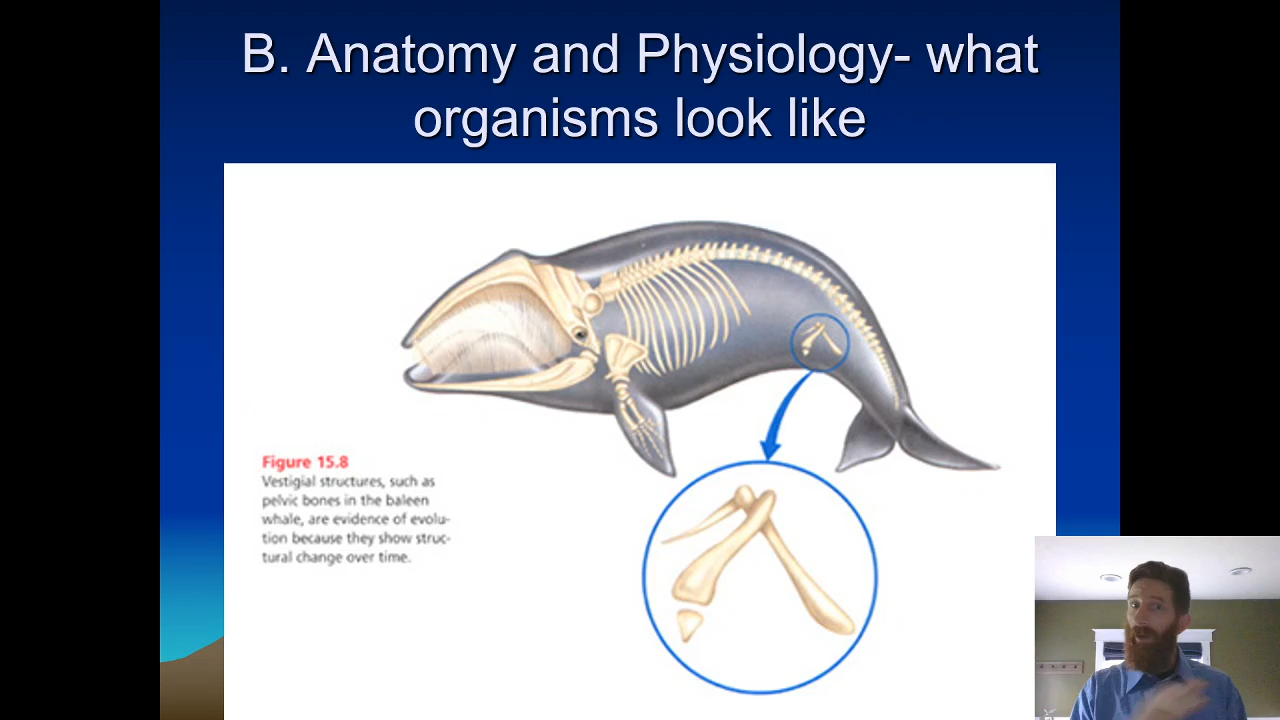 B. Anatomy and Physiology- what
organisms look like
Figure 15.8
Vestigial structures, such as
pelvic bones in the baleen
whale, are evidence of evolu-
tion because they show struc-
tural change over time.